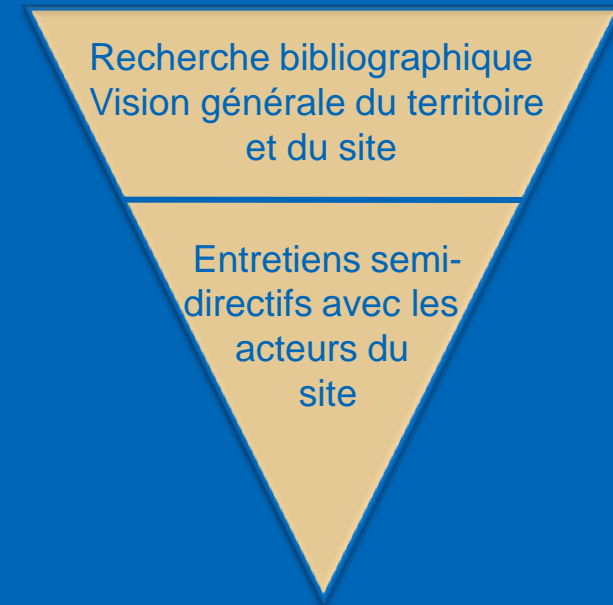 Recherche bibliographique
Vision générale du territoire
et du site
Entretiens semi-
directifs avec les
acteurs du
site